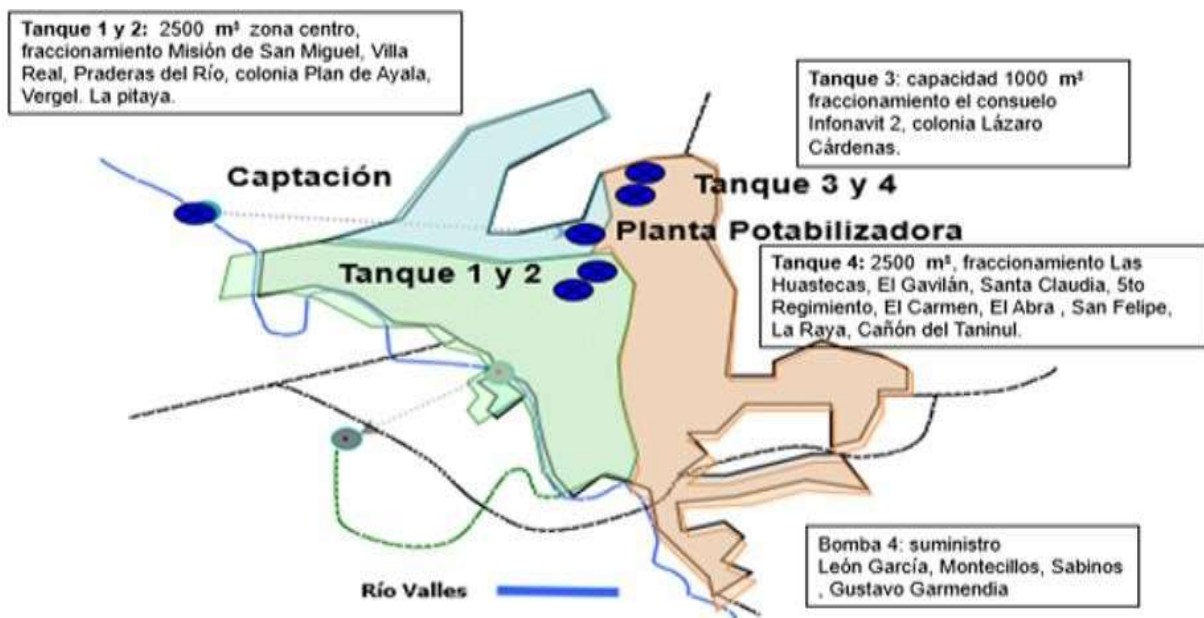 Tanque 1 y 2: 2500 m³ zona centro,
fraccionamiento Misión de San Miguel, Villa
Real, Praderas del Río, colonia Plan de Ayala,
Vergel. La pitaya.
Tanque 3: capacidad 1000 m³
fraccionamiento el consuelo
Infonavit 2, colonia Lázaro
Cárdenas.
Captación
Tanque 3 y 4
Planta Potabilizadora
Tanque 1 y 2
Tanque 4: 2500 m³, fraccionamiento Las
Huastecas, El Gavilán, Santa Claudia, 5to
Regimiento, El Carmen, El Abra , San Felipe,
La Raya, Cañón del Taninul.
Bomba 4: suministro
León García, Montecillos, Sabinos
, Gustavo Garmendia
Río Valles